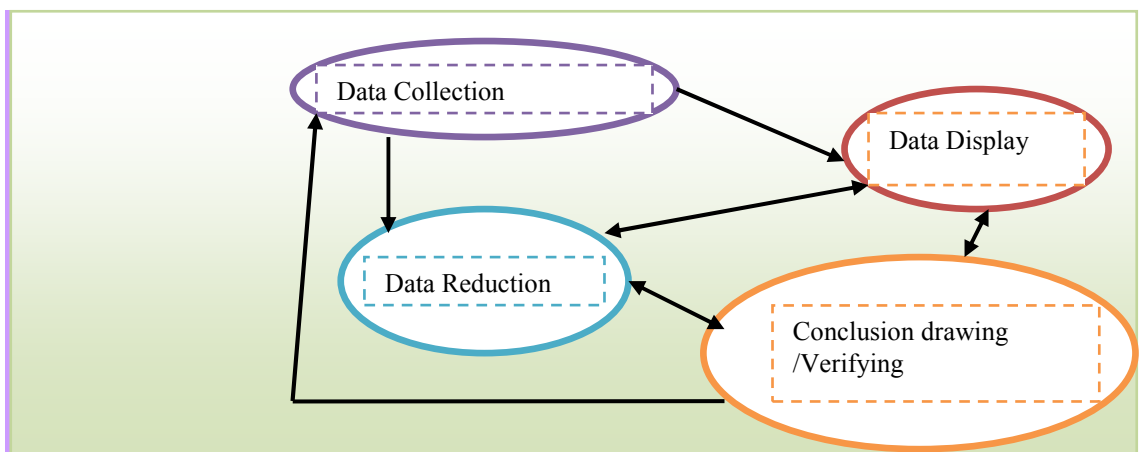 Data Collection
Data Display
Data Reduction
Conclusion drawing
/Verifying